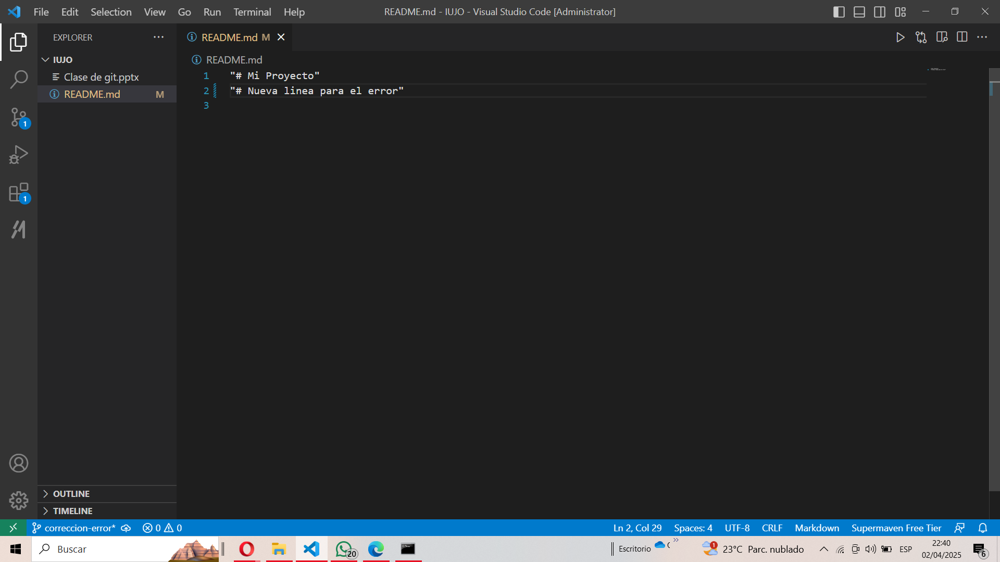 File Edit Selection View Go Run Terminal Help
README.md - IUJO - Visual Studio Code [Administrator]
EXPLORER
README.md M
IUJO
README.md
Clase de git.pptx
README.md M
1 "# Mi Proyecto"
2 "# Nueva linea para el error"
3
1
1
OUTLINE
TIMELINE
correccion-error* 0 0
Ln 2, Col 29 Spaces: 4 UTF-8 CRLF Markdown Supermaven Free Tier
Buscar
20
Escritorio
1
23°C Parc. nublado
ESP
22:40
02/04/2025
6